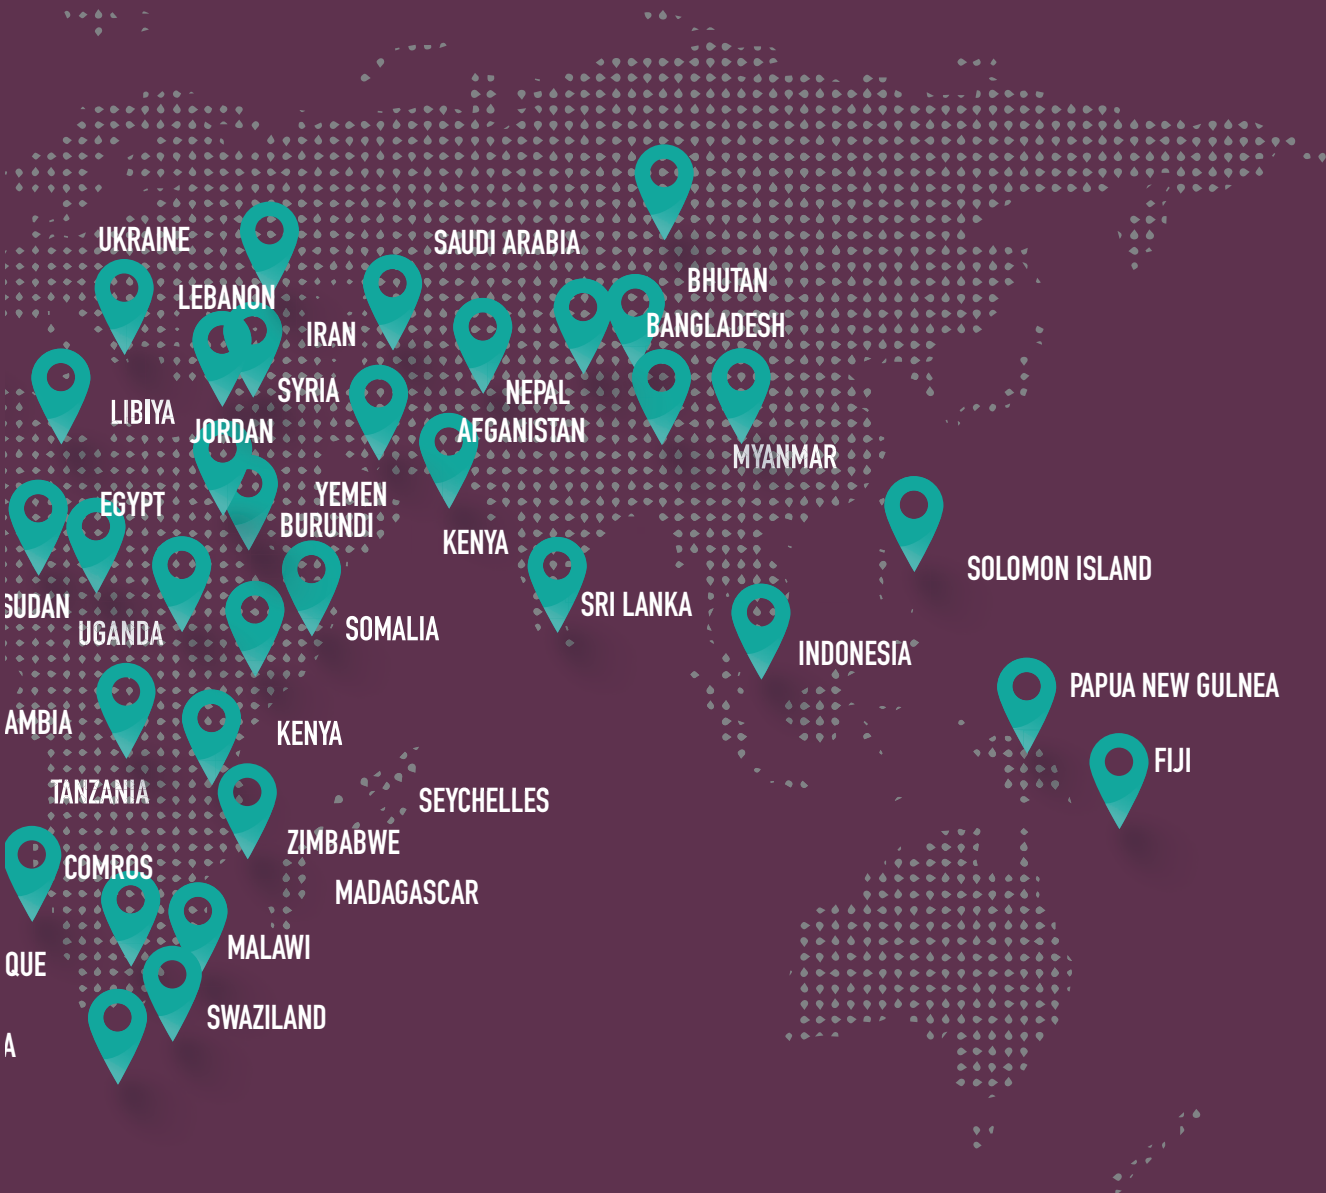 UKRAINE
SAUDI ARABIA
BHUTAN
LEBANON
BANGLADESH
IRAN
SYRIA
NEPAL
LIBIYA
JORDAN
AFGANISTAN
MYANMAR
YEMEN
EGYPT
BURUNDI
KENYA
SOLOMON ISLAND
SUDAN
SRI LANKA
UGANDA
SOMALIA
INDONESIA
PAPUA NEW GULNEA
AMBIA
KENYA
FIJI
TANZANIA
SEYCHELLES
ZIMBABWE
COMROS
MADAGASCAR
MALAWI
QUE
SWAZILAND
A